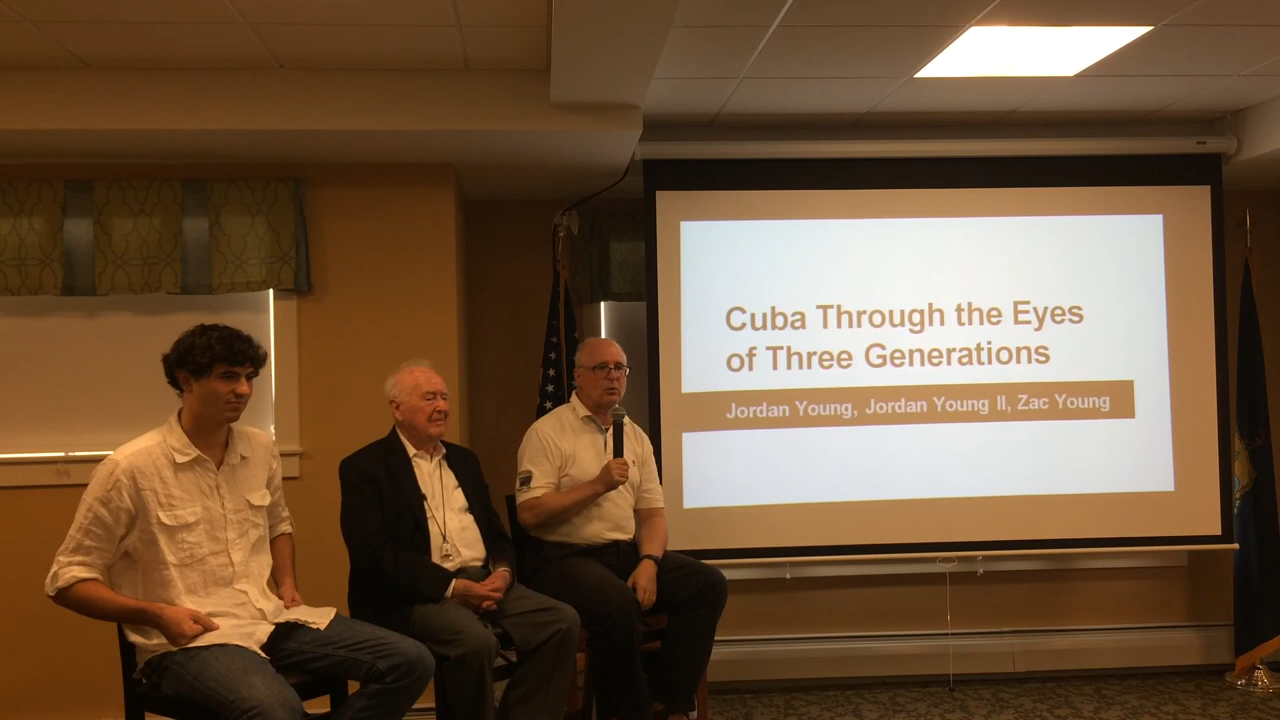 Cuba Through the Eyes
of Three Generations
Jordan Young, Jordan Young II, Zac Young